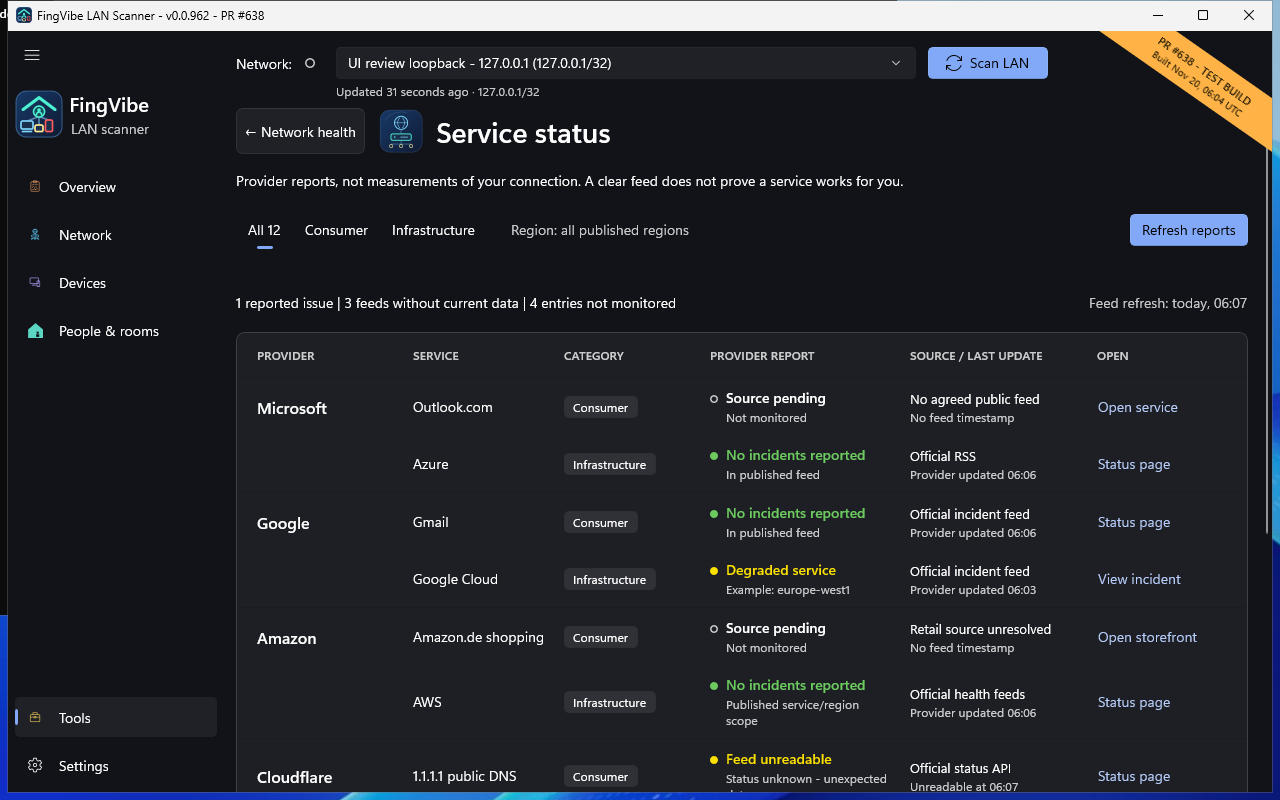 FingVibe LAN Scanner - v0.0.962 - PR #638
PR #638 - TEST BUILD
Built Nov 20, 06:04 UTC
Network:
UI review loopback - 127.0.0.1 (127.0.0.1/32)
Scan LAN
Updated 31 seconds ago · 127.0.0.1/32
FingVibe
LAN scanner
Overview
Network
Devices
People & rooms
Tools
Settings
← Network health
Service status
Provider reports, not measurements of your connection. A clear feed does not prove a service works for you.
All 12 Consumer Infrastructure Region: all published regions
Refresh reports
1 reported issue | 3 feeds without current data | 4 entries not monitored
Feed refresh: today, 06:07
PROVIDER SERVICE CATEGORY PROVIDER REPORT SOURCE / LAST UPDATE OPEN
Microsoft Outlook.com Consumer Source pending No agreed public feed Open service
Not monitored No feed timestamp
Azure Infrastructure No incidents reported Official RSS Status page
In published feed Provider updated 06:06
Google Gmail Consumer No incidents reported Official incident feed Status page
In published feed Provider updated 06:06
Google Cloud Infrastructure Degraded service Official incident feed View incident
Example: europe-west1 Provider updated 06:03
Amazon Amazon.de shopping Consumer Source pending Retail source unresolved Open storefront
Not monitored No feed timestamp
AWS Infrastructure No incidents reported Official health feeds Status page
Published service/region Provider updated 06:06
scope
Cloudflare 1.1.1.1 public DNS Consumer Feed unreadable Official status API Status page
Status unknown - unexpected Unreadable at 06:07